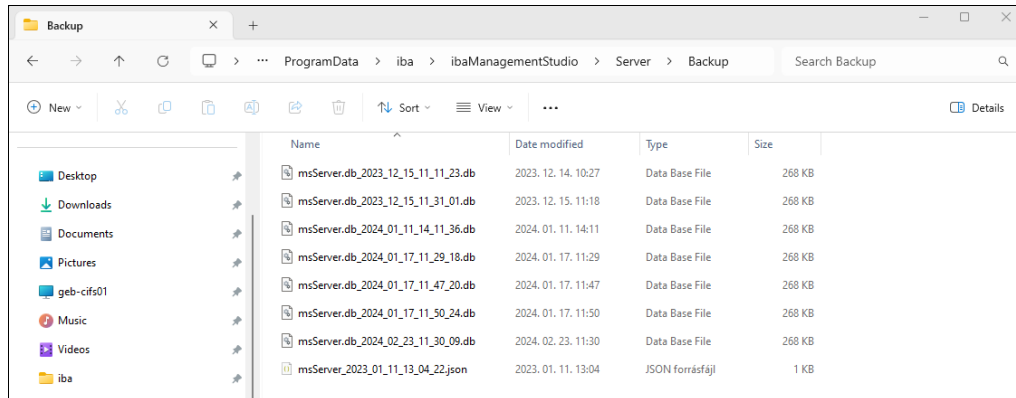 Backup
ProgramData > iba > ibaManagementStudio > Server > Backup
Search Backup
New
Sort
View
Details
Name Date modified Type Size
Desktop
Downloads
Documents
Pictures
geb-cifs01
Music
Videos
iba
msServer.db_2023_12_15_11_11_23.db 2023. 12. 14. 10:27 Data Base File 268 KB
msServer.db_2023_12_15_11_31_01.db 2023. 12. 15. 11:18 Data Base File 268 KB
msServer.db_2024_01_11_14_11_36.db 2024. 01. 11. 14:11 Data Base File 268 KB
msServer.db_2024_01_17_11_29_18.db 2024. 01. 17. 11:29 Data Base File 268 KB
msServer.db_2024_01_17_11_47_20.db 2024. 01. 17. 11:47 Data Base File 268 KB
msServer.db_2024_01_17_11_50_24.db 2024. 01. 17. 11:50 Data Base File 268 KB
msServer.db_2024_02_23_11_30_09.db 2024. 02. 23. 11:30 Data Base File 268 KB
msServer_2023_01_11_13_04_22.json 2023. 01. 11. 13:04 JSON forrásfájl 1 KB